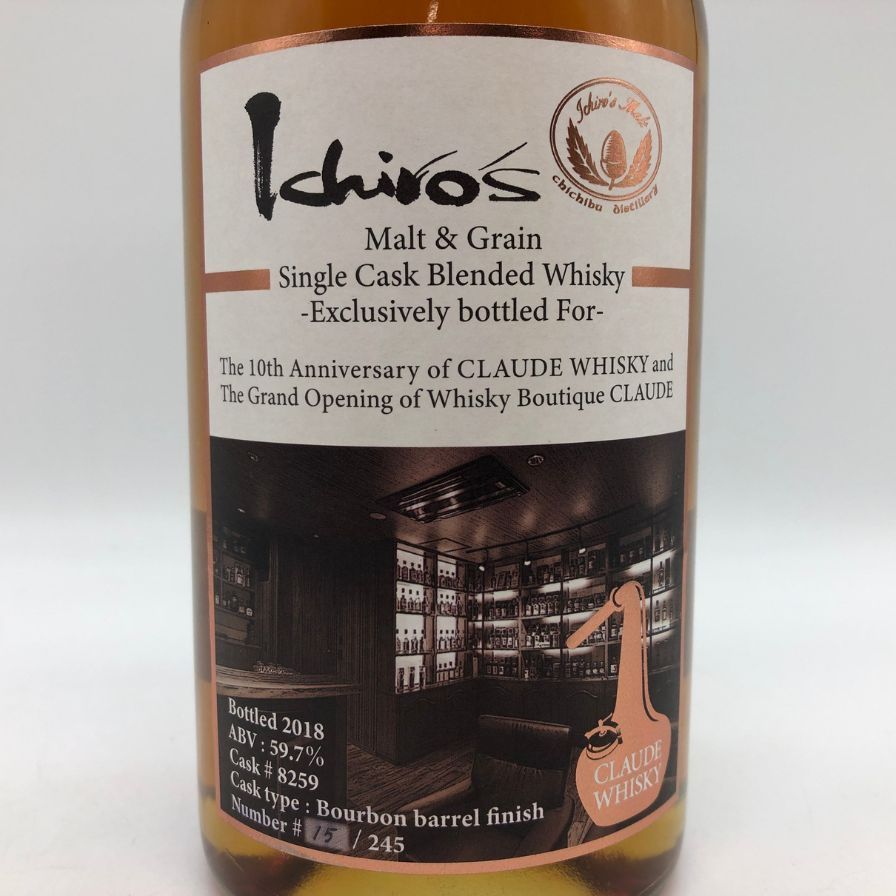 Ichiro's
Ichiro's Malt
chichibu distillery
Malt & Grain
Single Cask Blended Whisky
-Exclusively bottled For-
The 10th Anniversary of CLAUDE WHISKY and
The Grand Opening of Whisky Boutique CLAUDE
Bottled 2018
ABV : 59.7%
Cask # 8259
Cask type : Bourbon barrel finish
Number # 15 / 245
CLAUDE
WHISKY